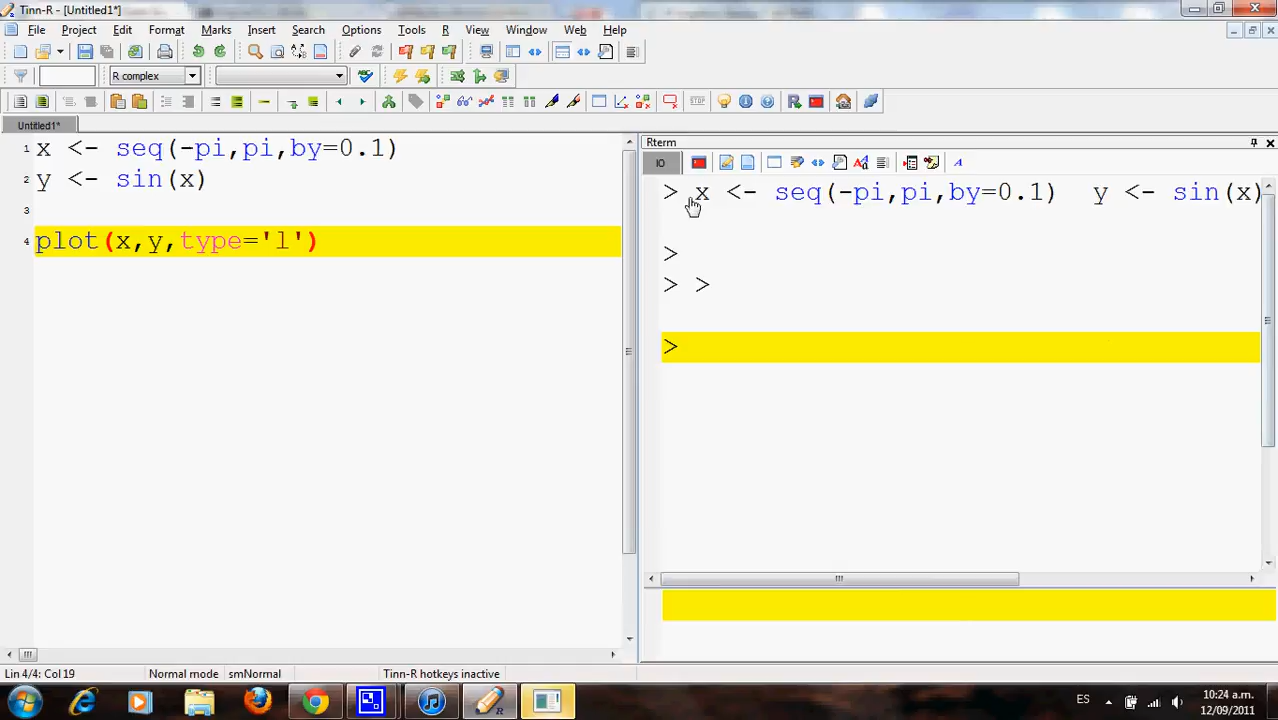 Tinn-R - [Untitled1*]
File Project Edit Format Marks Insert Search Options Tools R View Window Web Help
R complex
Untitled1*
1 x <- seq(-pi,pi,by=0.1)
2 y <- sin(x)
3
4 plot(x,y,type='l')
Rterm
IO
> x <- seq(-pi,pi,by=0.1)  y <- sin(x)
>
> >
>
Lin 4/4: Col 19 Normal mode smNormal Tinn-R hotkeys inactive
ES 10:24 a.m.
12/09/2011